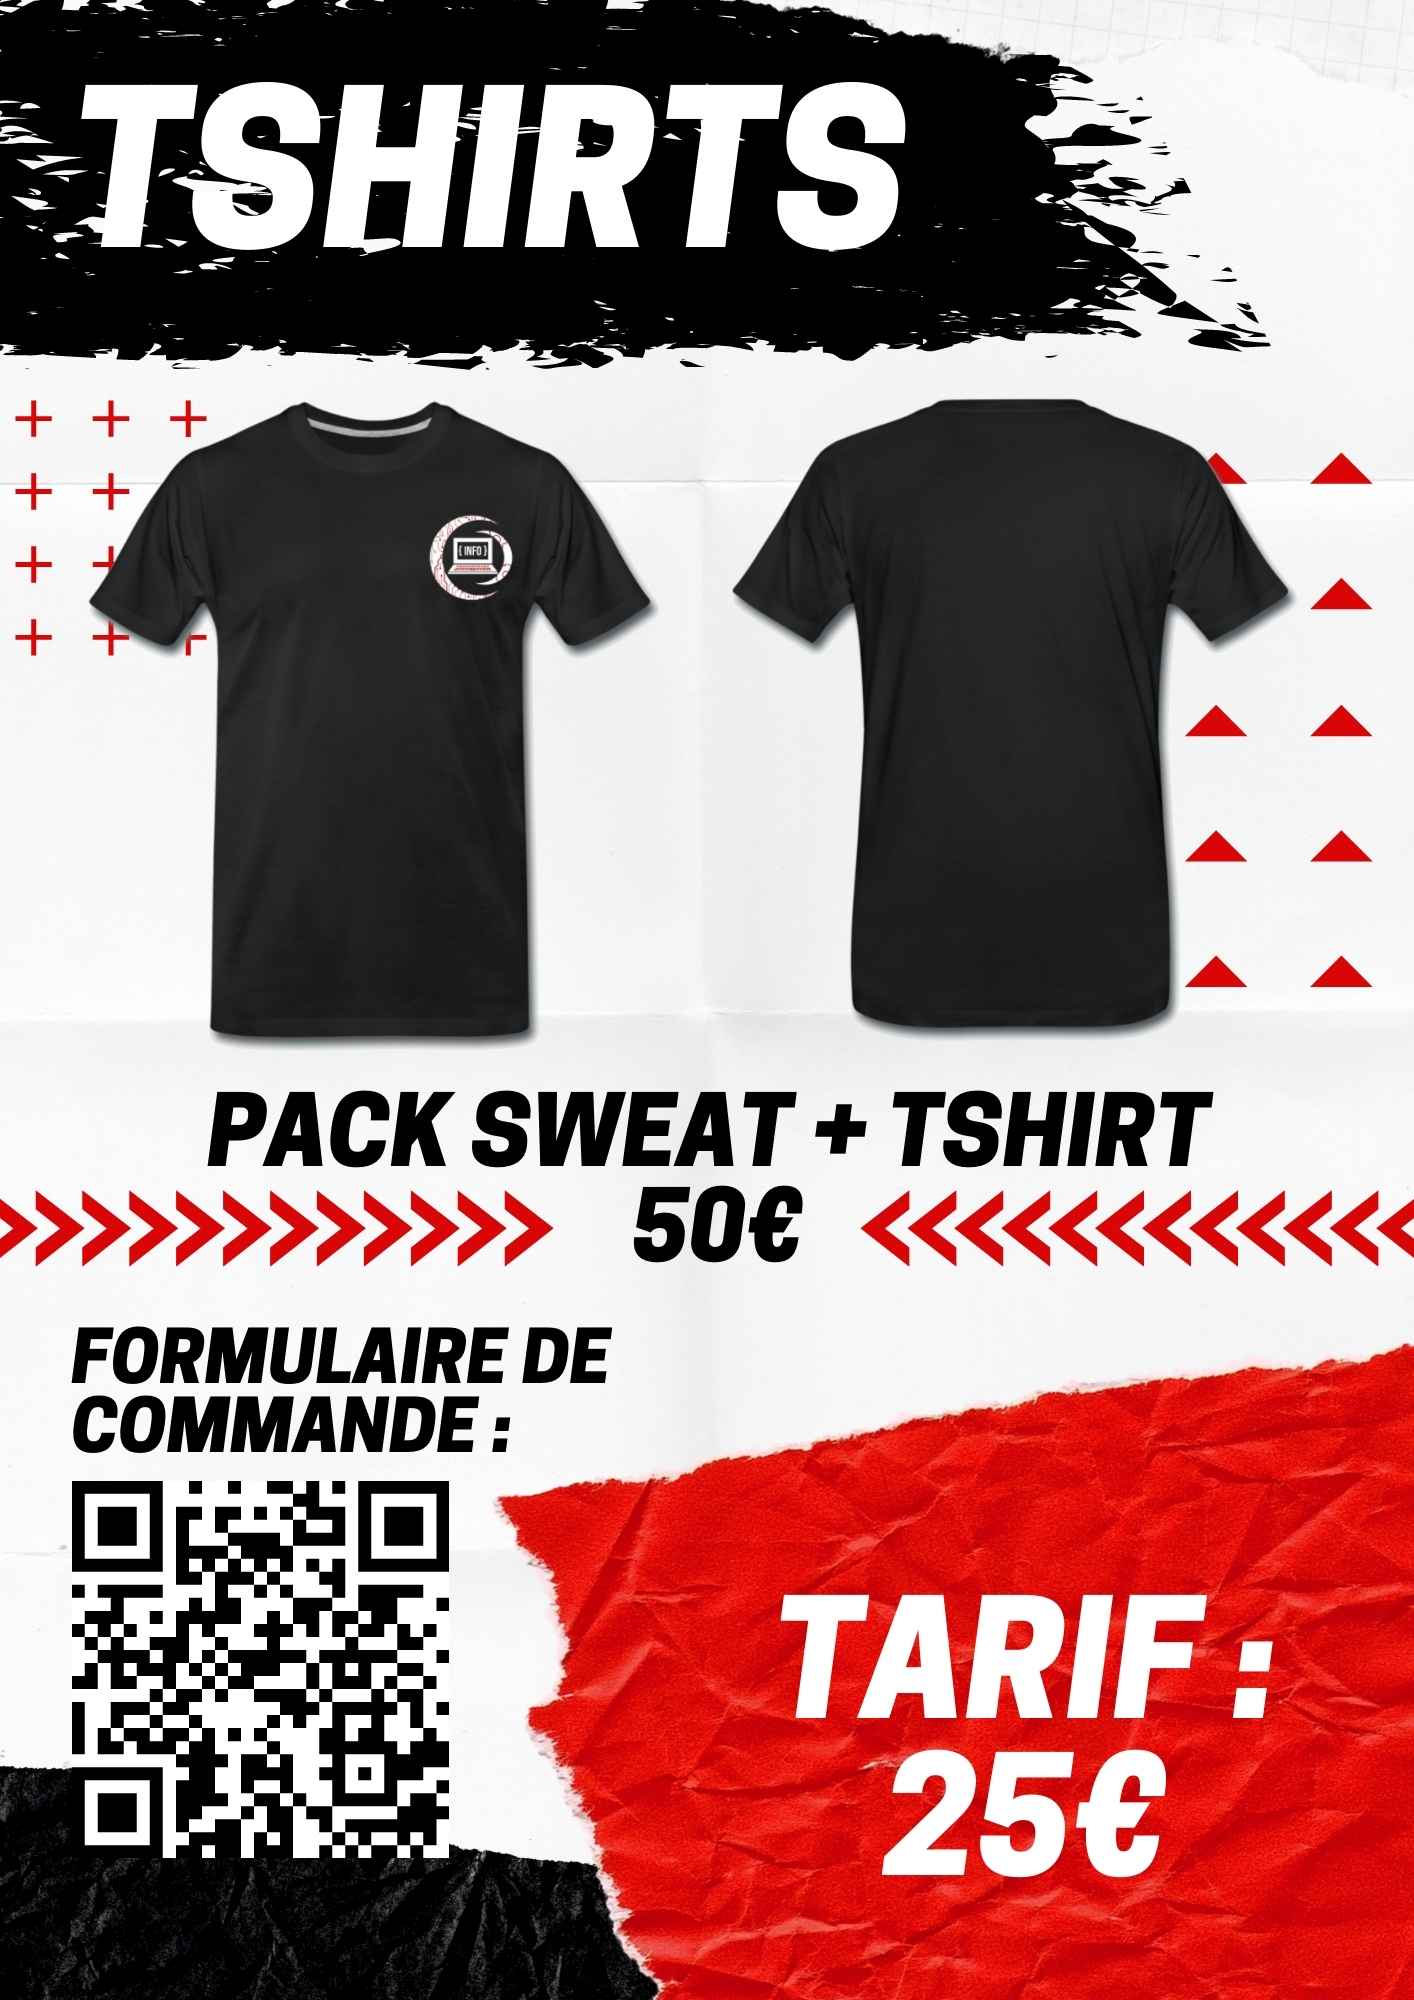 TSHIRTS
{ INFO }
PACK SWEAT + TSHIRT
50€
FORMULAIRE DE
COMMANDE :
TARIF :
25€